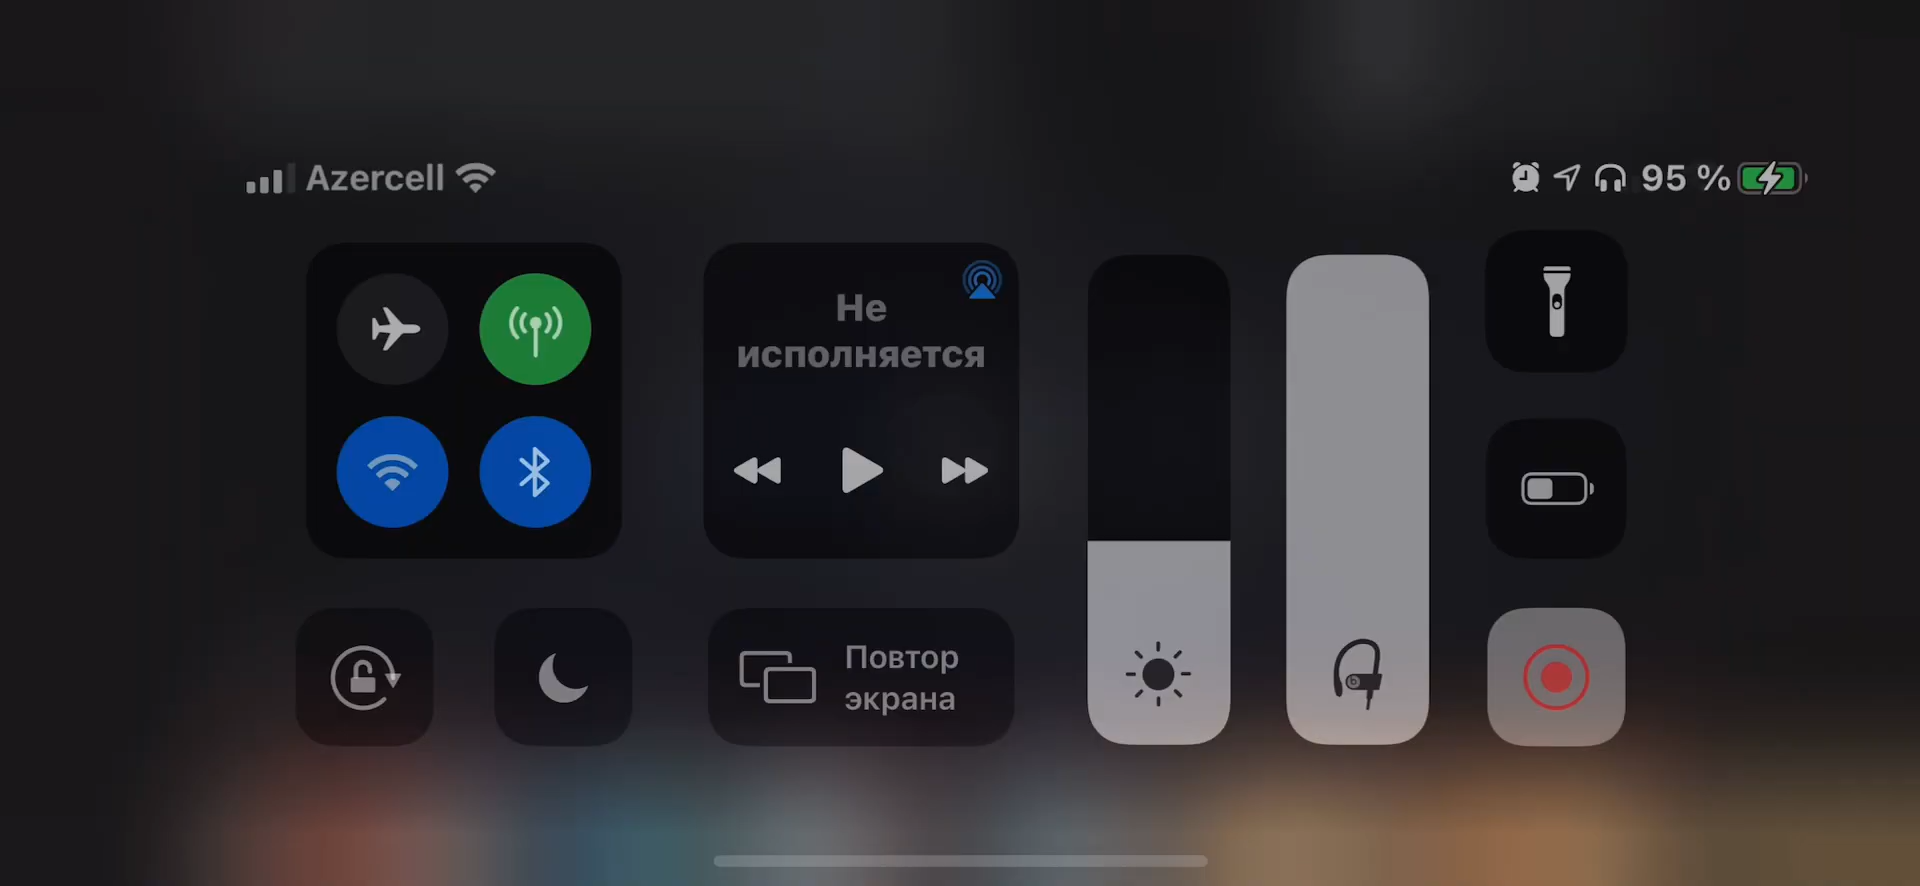 Azercell
95 %
Не
исполняется
Повтор
экрана